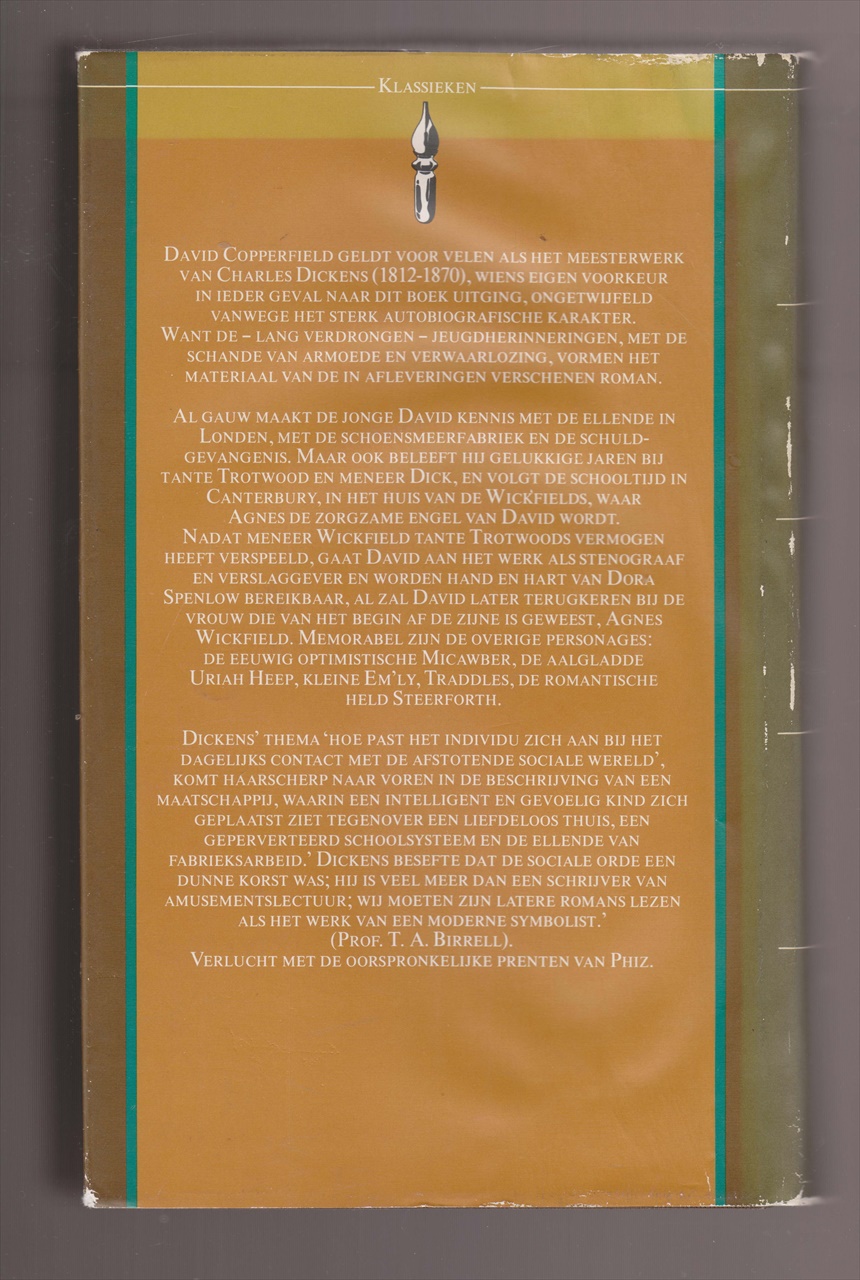 KLASSIEKEN
DAVID COPPERFIELD GELDT VOOR VELEN ALS HET MEESTERWERK
VAN CHARLES DICKENS (1812-1870), WIENS EIGEN VOORKEUR
IN IEDER GEVAL NAAR DIT BOEK UITGING, ONGETWIJFELD
VANWEGE HET STERK AUTOBIOGRAFISCHE KARAKTER.
WANT DE – LANG VERDRONGEN – JEUGDHERINNERINGEN, MET DE
SCHANDE VAN ARMOEDE EN VERWAARLOZING, VORMEN HET
MATERIAAL VAN DE IN AFLEVERINGEN VERSCHENEN ROMAN.
AL GAUW MAAKT DE JONGE DAVID KENNIS MET DE ELLENDE IN
LONDEN, MET DE SCHOENSMEERFABRIEK EN DE SCHULD-
GEVANGENIS. MAAR OOK BELEEFT HIJ GELUKKIGE JAREN BIJ
TANTE TROTWOOD EN MENEER DICK, EN VOLGT DE SCHOOLTIJD IN
CANTERBURY, IN HET HUIS VAN DE WICKFIELDS, WAAR
AGNES DE ZORGZAME ENGEL VAN DAVID WORDT.
NADAT MENEER WICKFIELD TANTE TROTWOODS VERMOGEN
HEEFT VERSPEELD, GAAT DAVID AAN HET WERK ALS STENOGRAAF
EN VERSLAGGEVER EN WORDEN HAND EN HART VAN DORA
SPENLOW BEREIKBAAR, AL ZAL DAVID LATER TERUGKEREN BIJ DE
VROUW DIE VAN HET BEGIN AF DE ZIJNE IS GEWEEST, AGNES
WICKFIELD. MEMORABEL ZIJN DE OVERIGE PERSONAGES:
DE EEUWIG OPTIMISTISCHE MICAWBER, DE AALGLADDE
URIAH HEEP, KLEINE EM'LY, TRADDLES, DE ROMANTISCHE
HELD STEERFORTH.
DICKENS' THEMA 'HOE PAST HET INDIVIDU ZICH AAN BIJ HET
DAGELIJKS CONTACT MET DE AFSTOTENDE SOCIALE WERELD',
KOMT HAARSCHERP NAAR VOREN IN DE BESCHRIJVING VAN EEN
MAATSCHAPPIJ, WAARIN EEN INTELLIGENT EN GEVOELIG KIND ZICH
GEPLAATST ZIET TEGENOVER EEN LIEFDELOOS THUIS, EEN
GEPERVERTEERD SCHOOLSYSTEEM EN DE ELLENDE VAN
FABRIEKSARBEID.' DICKENS BESEFTE DAT DE SOCIALE ORDE EEN
DUNNE KORST WAS; HIJ IS VEEL MEER DAN EEN SCHRIJVER VAN
AMUSEMENTSLECTUUR; WIJ MOETEN ZIJN LATERE ROMANS LEZEN
ALS HET WERK VAN EEN MODERNE SYMBOLIST.'
(PROF. T. A. BIRRELL).
VERLUCHT MET DE OORSPRONKELIJKE PRENTEN VAN PHIZ.